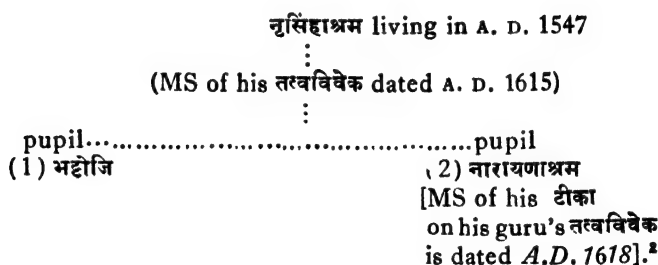 नृसिंहाश्रम living in A. D. 1547
(MS of his तत्वविवेक dated A. D. 1615)
pupil..............................................pupil
(1) भट्टोजि
(2) नारायणाश्रम
[MS of his टीका
on his guru's तत्वविवेक
is dated A.D. 1618].²